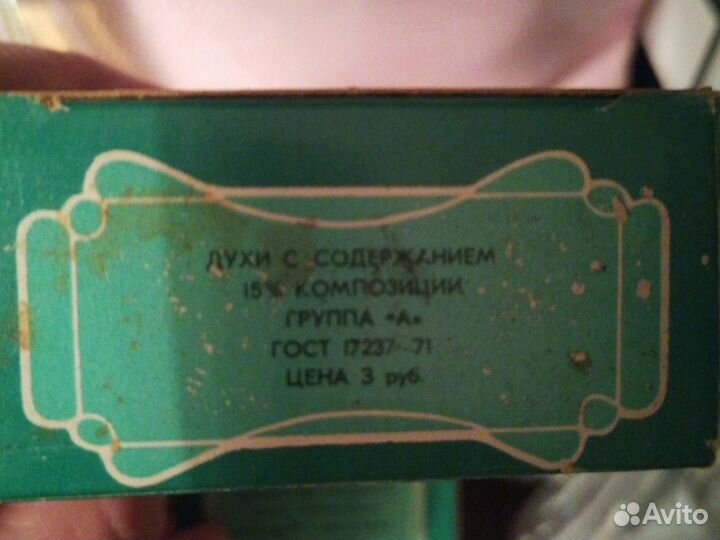 ДУХИ С СОДЕРЖАНИЕМ
15% КОМПОЗИЦИИ
ГРУППА "А"
ГОСТ 17237-71
ЦЕНА 3 руб.
Avito